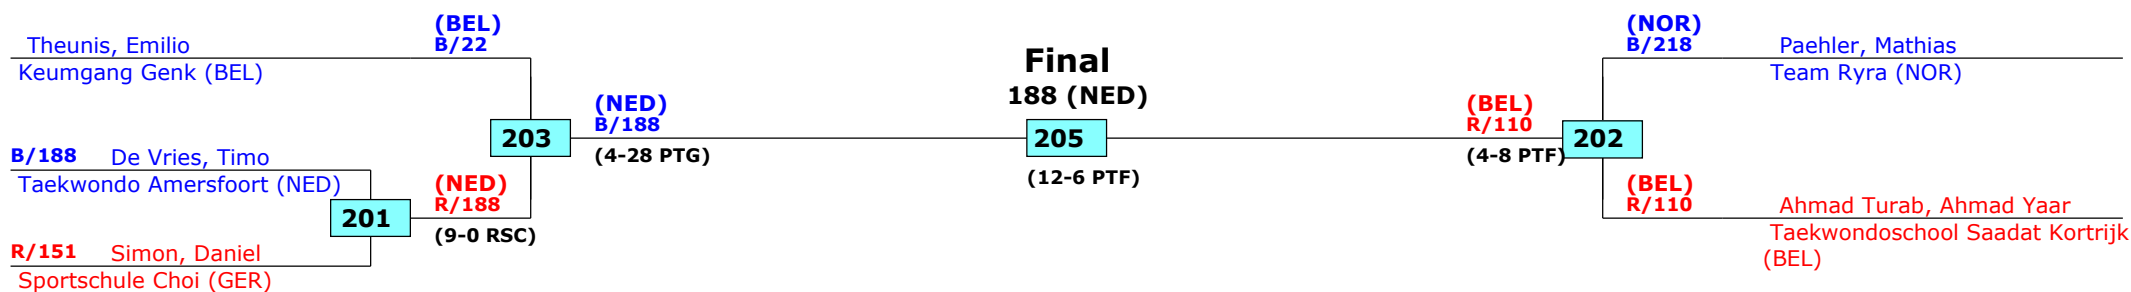 (BEL)
B/22
Theunis, Emilio
Keumgang Genk (BEL)
B/188 De Vries, Timo
Taekwondo Amersfoort (NED)
201
R/151 Simon, Daniel
Sportschule Choi (GER)
(NED)
R/188
(9-0 RSC)
203
(NED)
B/188
(4-28 PTG)
Final
188 (NED)
205
(12-6 PTF)
(BEL)
R/110
(4-8 PTF)
202
(NOR)
B/218
Paehler, Mathias
Team Ryra (NOR)
(BEL)
R/110
Ahmad Turab, Ahmad Yaar
Taekwondoschool Saadat Kortrijk
(BEL)